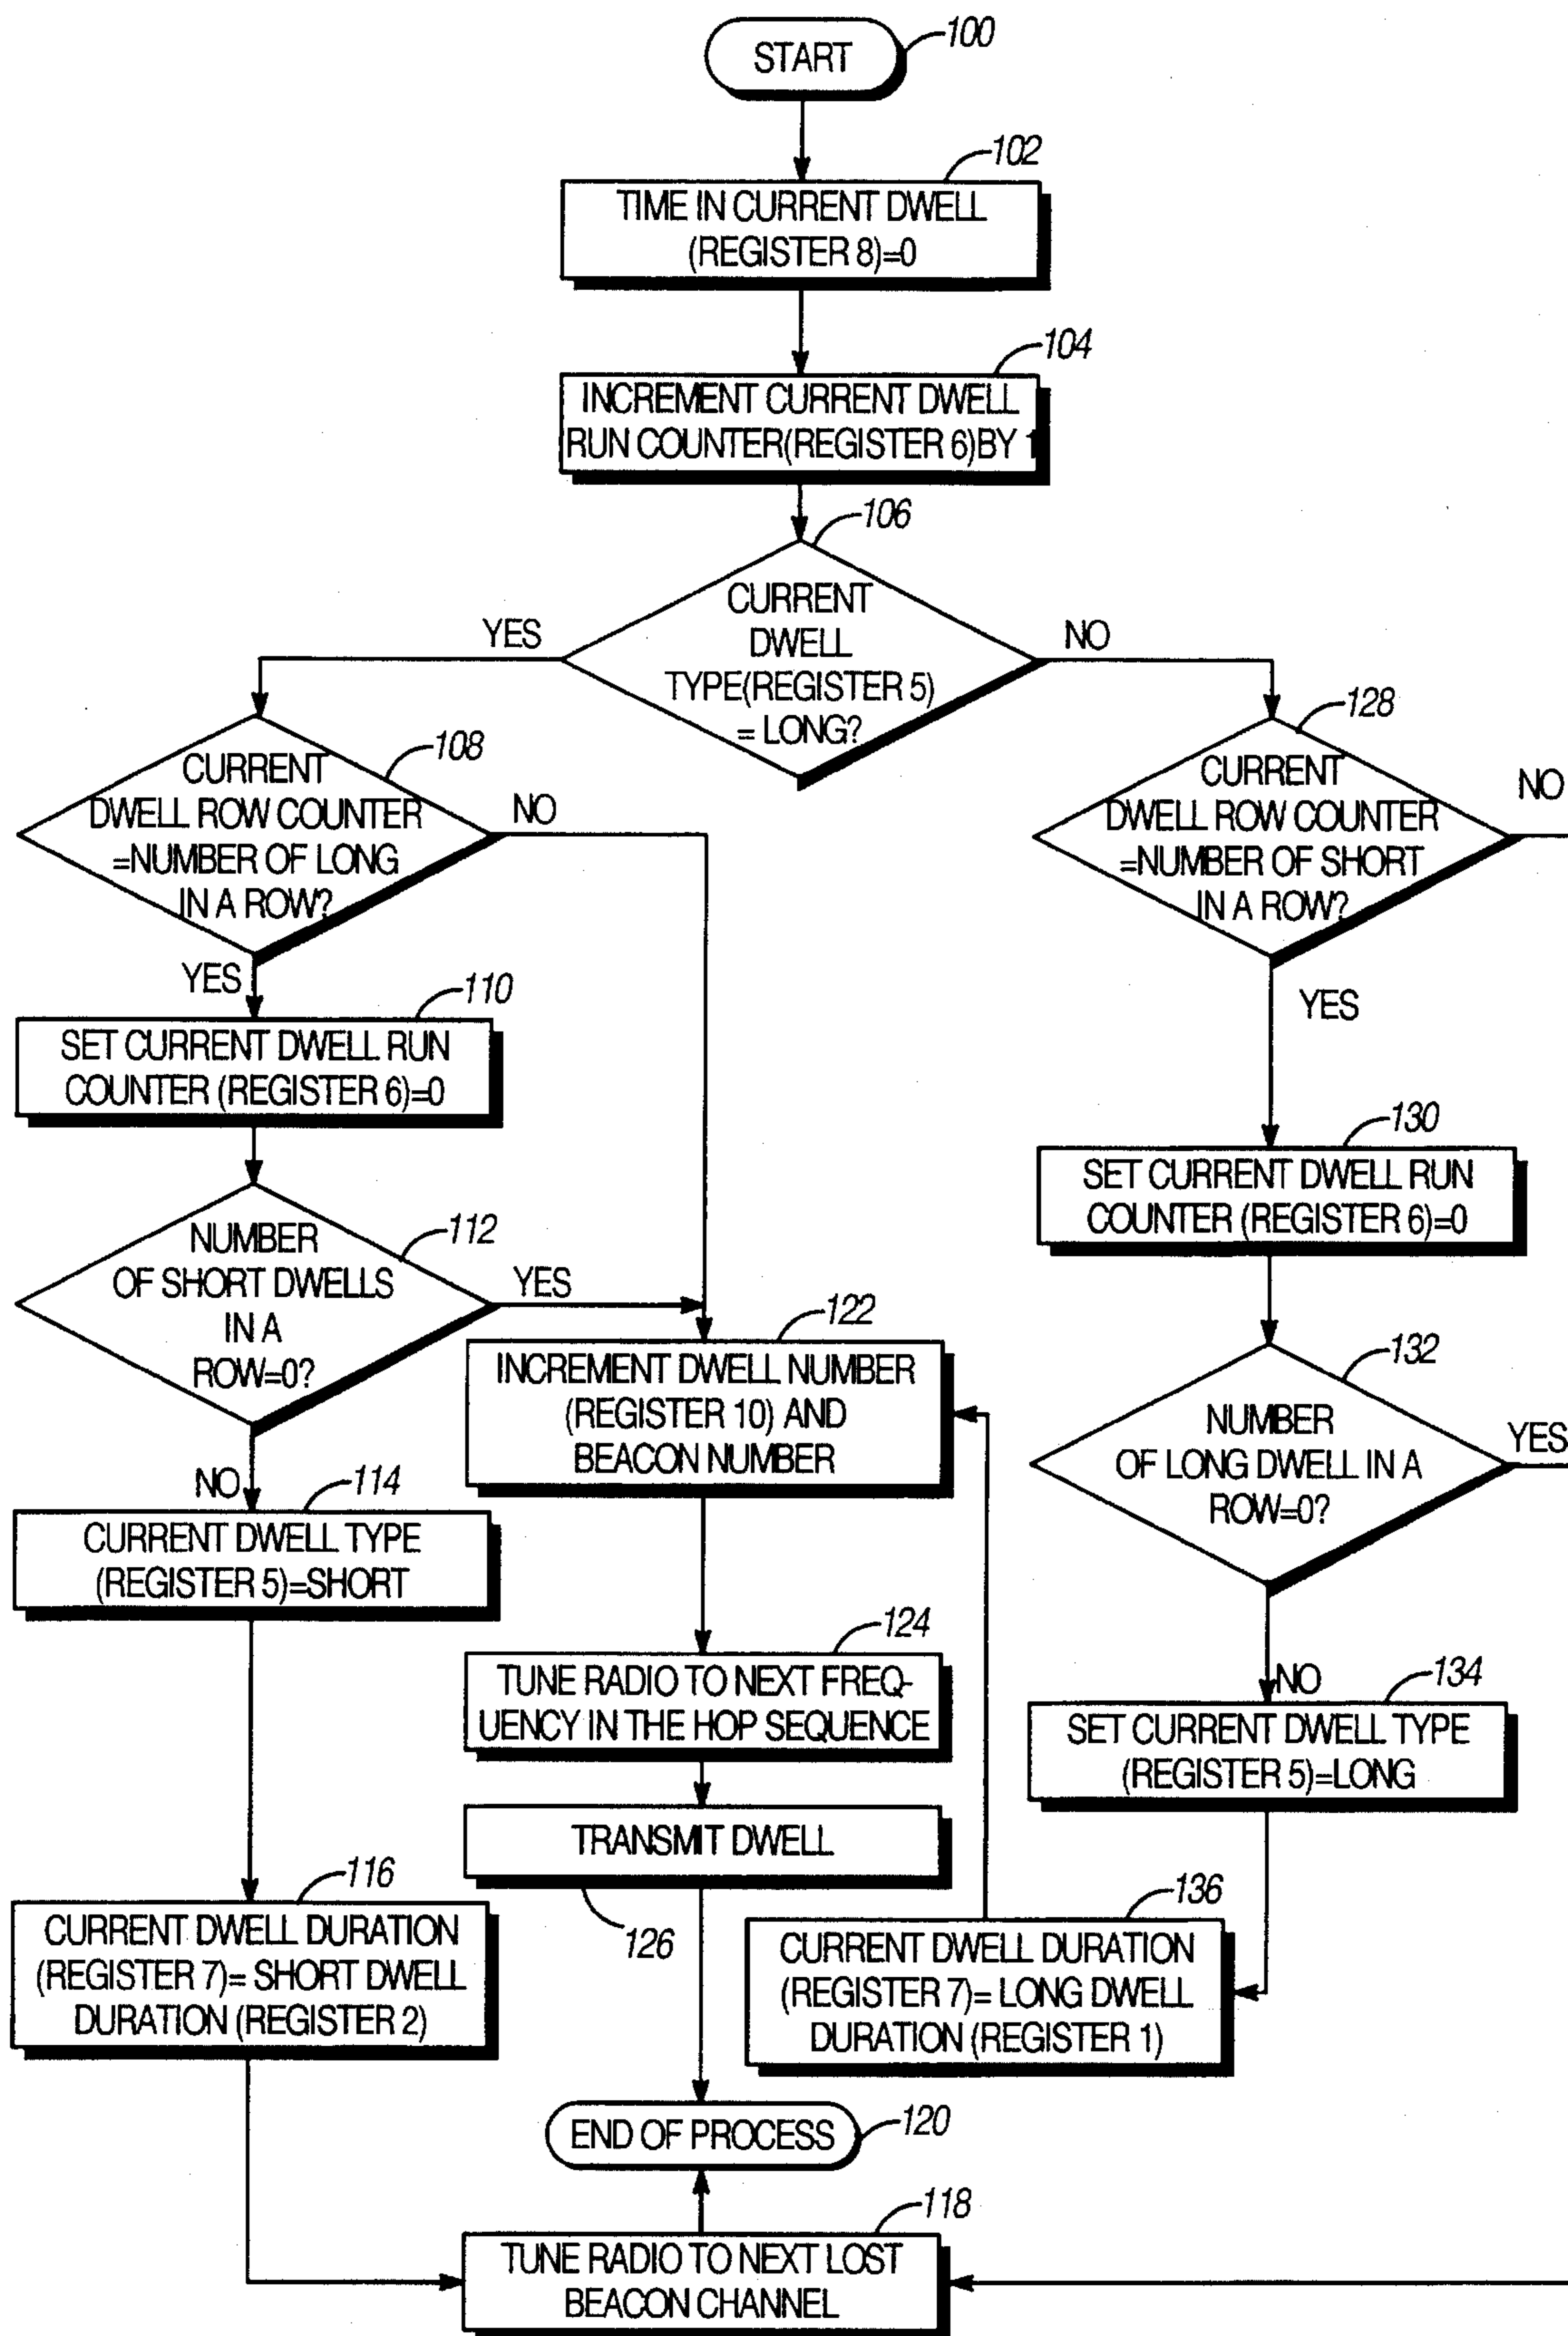 START
100
102
TIME IN CURRENT DWELL
(REGISTER 8)=0
104
INCREMENT CURRENT DWELL
RUN COUNTER(REGISTER 6)BY 1
106
CURRENT
DWELL
TYPE(REGISTER 5)
= LONG?
YES
NO
108
CURRENT
DWELL ROW COUNTER
=NUMBER OF LONG
IN A ROW?
NO
YES
128
CURRENT
DWELL ROW COUNTER
=NUMBER OF SHORT
IN A ROW?
NO
YES
110
SET CURRENT DWELL RUN
COUNTER (REGISTER 6)=0
130
SET CURRENT DWELL RUN
COUNTER (REGISTER 6)=0
112
NUMBER
OF SHORT DWELLS
IN A
ROW=0?
YES
NO
122
INCREMENT DWELL NUMBER
(REGISTER 10) AND
BEACON NUMBER
132
NUMBER
OF LONG DWELL IN A
ROW=0?
YES
NO
114
CURRENT DWELL TYPE
(REGISTER 5)=SHORT
124
TUNE RADIO TO NEXT FREQ-
UENCY IN THE HOP SEQUENCE
134
SET CURRENT DWELL TYPE
(REGISTER 5)=LONG
TRANSMIT DWELL
126
116
CURRENT DWELL DURATION
(REGISTER 7)= SHORT DWELL
DURATION (REGISTER 2)
136
CURRENT DWELL DURATION
(REGISTER 7)= LONG DWELL
DURATION (REGISTER 1)
END OF PROCESS
120
118
TUNE RADIO TO NEXT LOST
BEACON CHANNEL